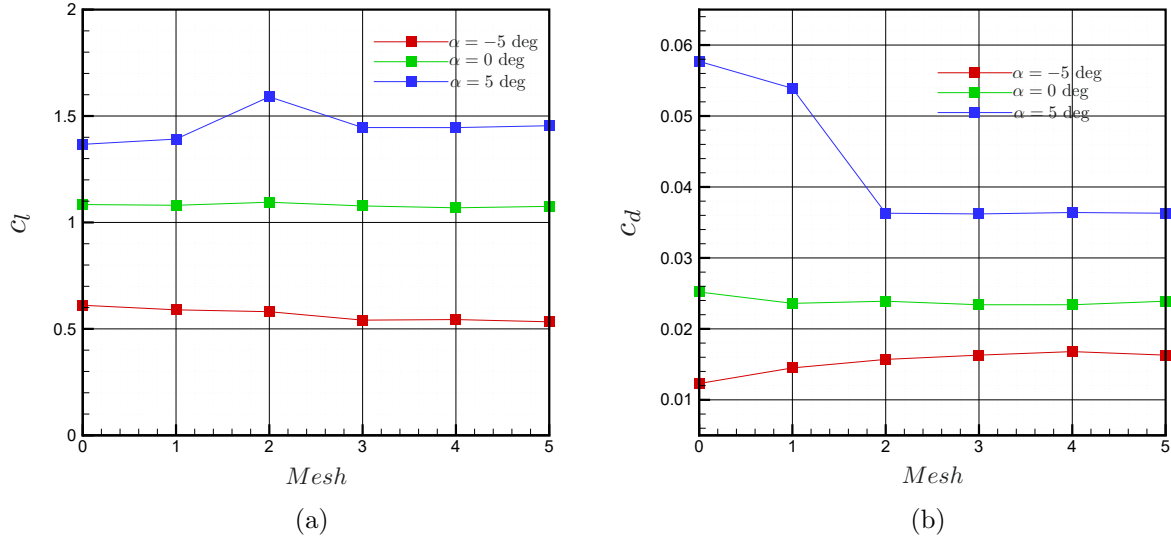 2
1.5
1
0.5
0
0 1 2 3 4 5
c_l
Mesh
α = −5 deg
α = 0 deg
α = 5 deg
(a)
0.06
0.05
0.04
0.03
0.02
0.01
0 1 2 3 4 5
c_d
Mesh
α = −5 deg
α = 0 deg
α = 5 deg
(b)